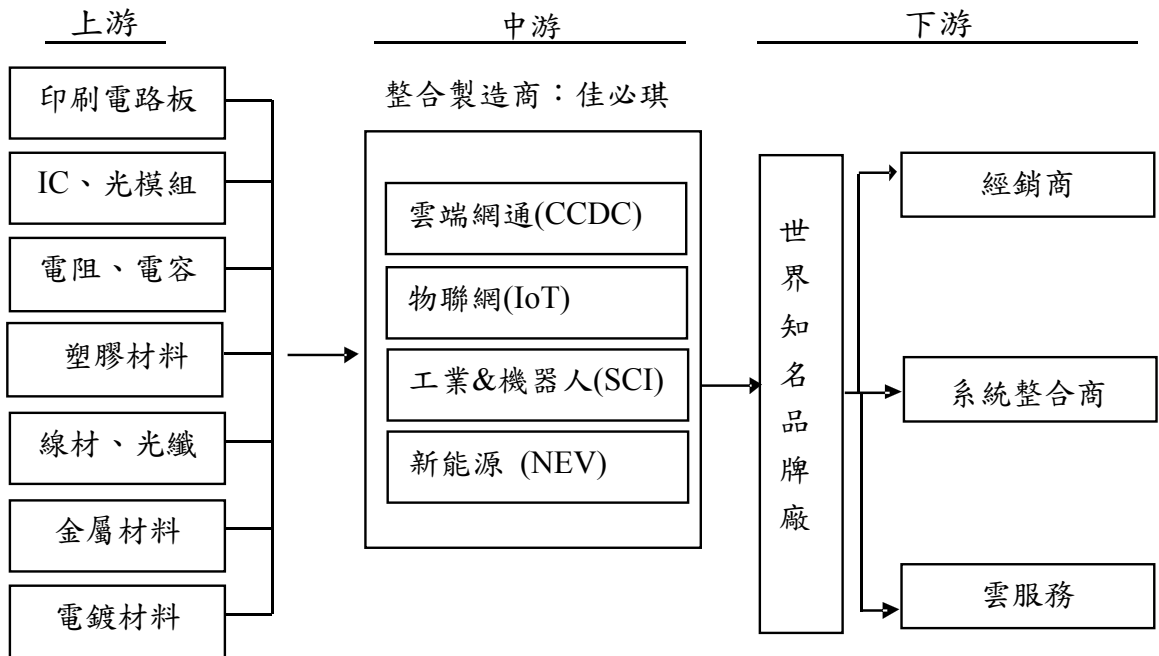 上游
中游
下游
印刷電路板
IC、光模組
電阻、電容
塑膠材料
線材、光纖
金屬材料
電鍍材料
整合製造商：佳必琪
雲端網通(CCDC)
物聯網(IoT)
工業&機器人(SCI)
新能源 (NEV)
世界知名品牌廠
經銷商
系統整合商
雲服務